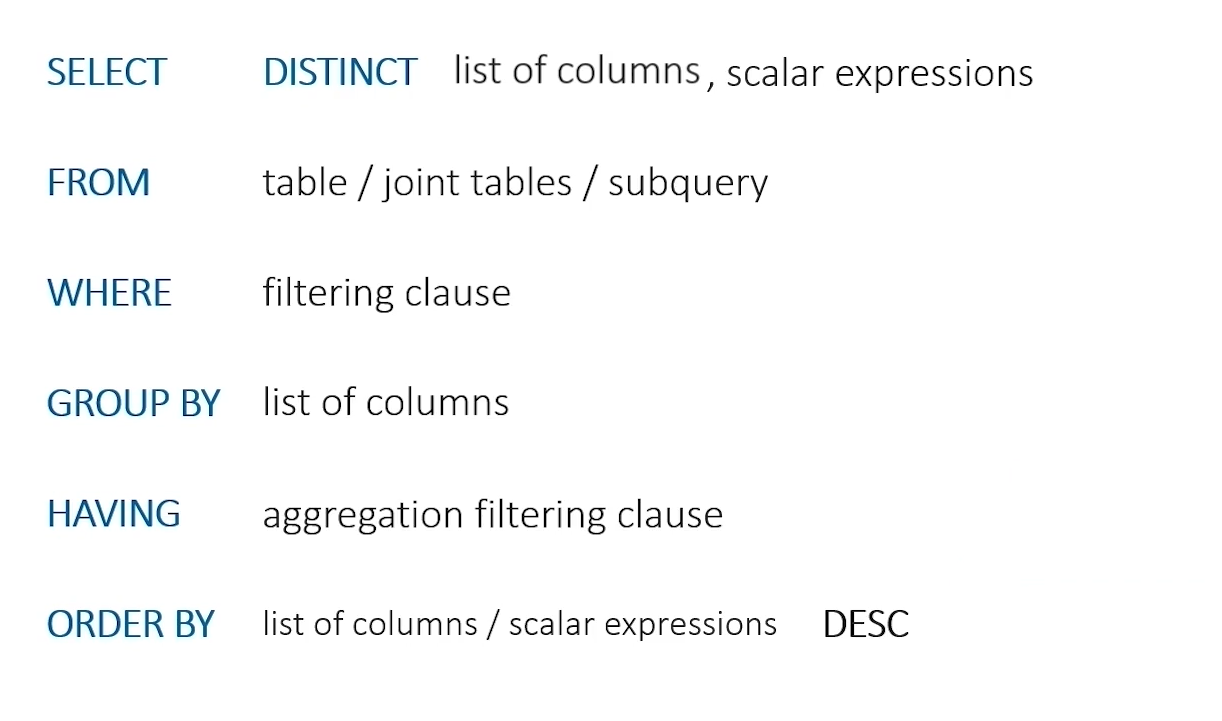 SELECT DISTINCT list of columns, scalar expressions
FROM table / joint tables / subquery
WHERE filtering clause
GROUP BY list of columns
HAVING aggregation filtering clause
ORDER BY list of columns / scalar expressions DESC